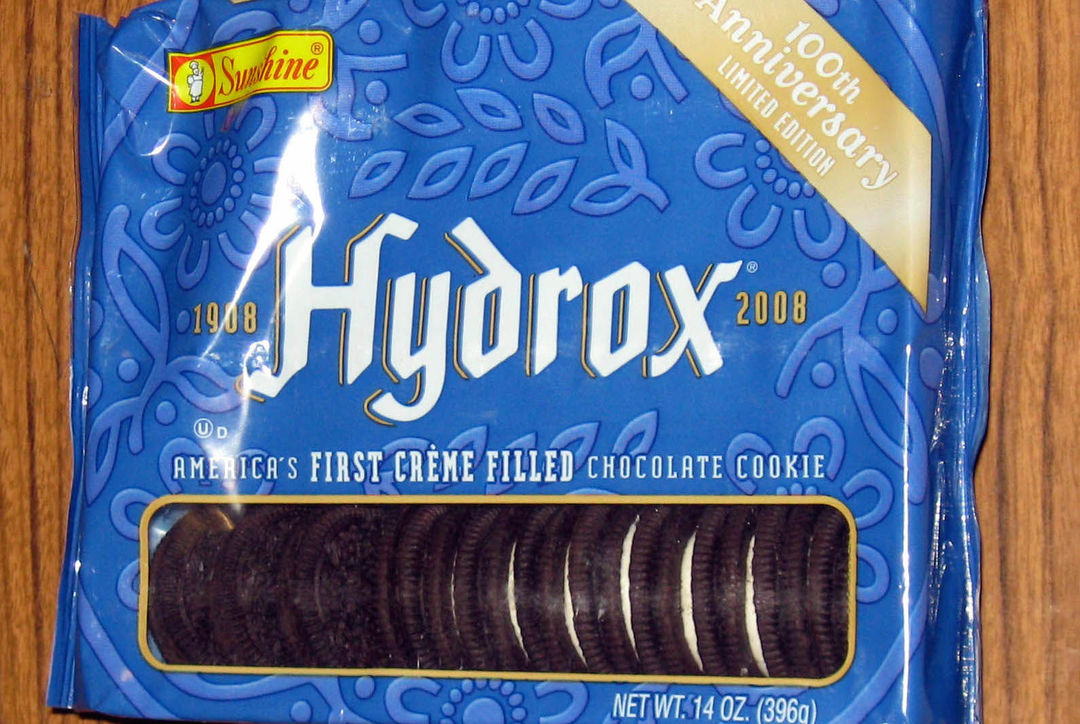 Sunshine®
100th
Anniversary
LIMITED EDITION
1908 Hydrox® 2008
Ⓤ D
AMERICA'S FIRST CRÈME FILLED CHOCOLATE COOKIE
NET WT. 14 OZ. (396g)